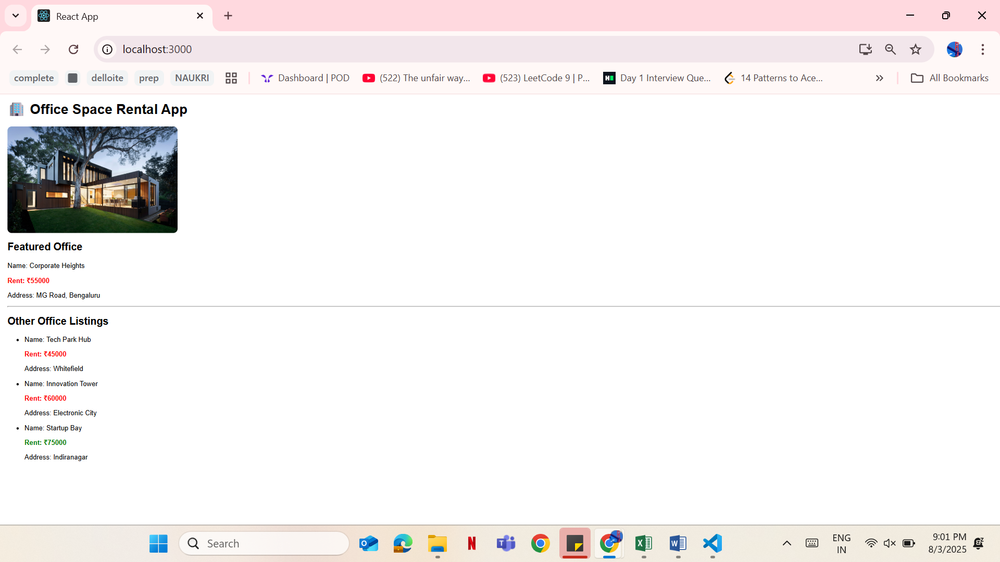 React App
localhost:3000
complete
delloite
prep
NAUKRI
Dashboard | POD
(522) The unfair way...
(523) LeetCode 9 | P...
Day 1 Interview Que...
14 Patterns to Ace...
All Bookmarks
🏢 Office Space Rental App
Featured Office
Name: Corporate Heights
Rent: ₹55000
Address: MG Road, Bengaluru
Other Office Listings
• Name: Tech Park Hub
Rent: ₹45000
Address: Whitefield
• Name: Innovation Tower
Rent: ₹60000
Address: Electronic City
• Name: Startup Bay
Rent: ₹75000
Address: Indiranagar
Search
ENG
IN
9:01 PM
8/3/2025